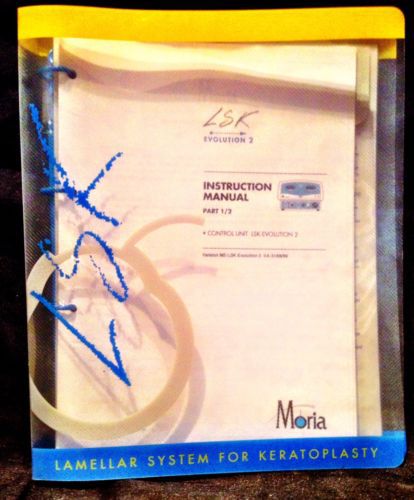 LSK
LSK
EVOLUTION 2
INSTRUCTION
MANUAL
PART 1/2
• CONTROL UNIT: LSK EVOLUTION 2
Moria
LAMELLAR SYSTEM FOR KERATOPLASTY